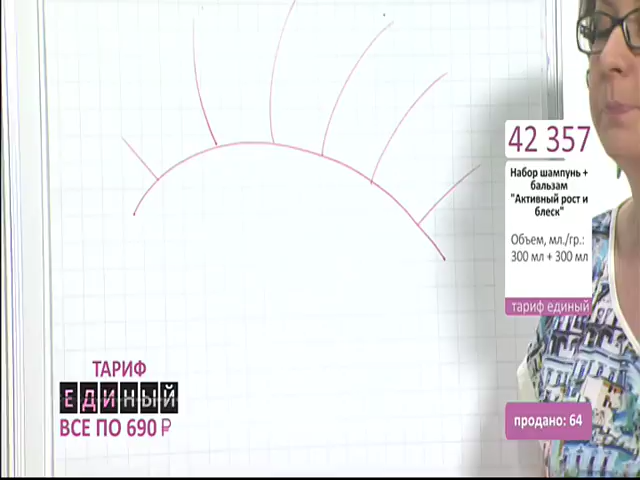 42 357
Набор шампунь +
бальзам
"Активный рост и
блеск"
Объем, мл./гр.:
300 мл + 300 мл
тариф единый
ТАРИФ
ЕДИНЫЙ
ВСЕ ПО 690 ₽
продано: 64